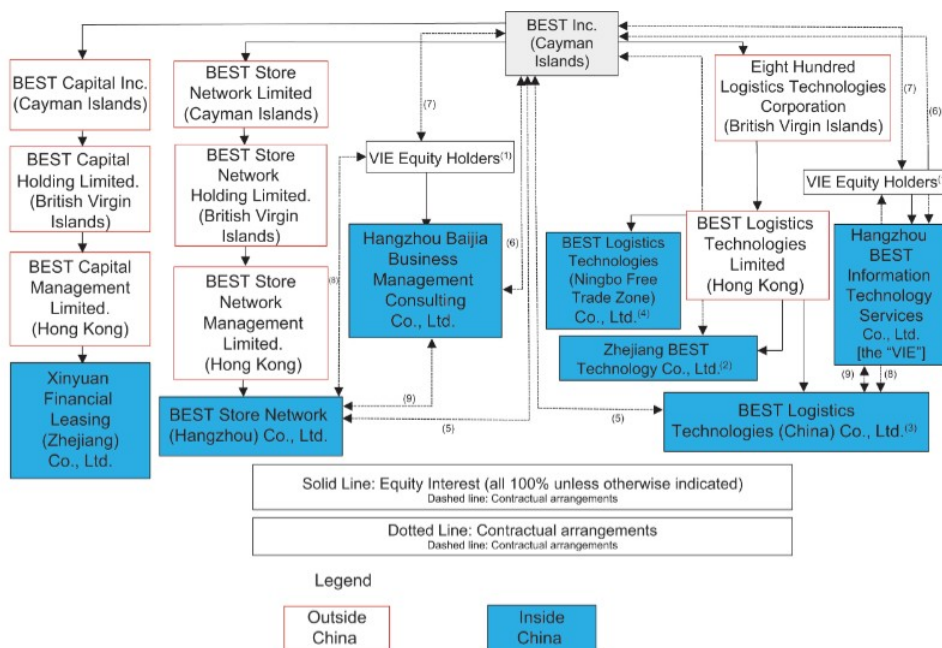 BEST Inc.
(Cayman
Islands)
BEST Capital Inc.
(Cayman Islands)
BEST Store
Network Limited
(Cayman Islands)
Eight Hundred
Logistics Technologies
Corporation
(British Virgin Islands)
(7)
(7)
(6)
BEST Capital
Holding Limited.
(British Virgin
Islands)
BEST Store
Network
Holding Limited.
(British Virgin
Islands)
VIE Equity Holders(1)
VIE Equity Holders(
Hangzhou Baijia
Business
Management
Consulting
Co., Ltd.
(6)
(8)
BEST Logistics
Technologies
(Ningbo Free
Trade Zone)
Co., Ltd.(4)
BEST Logistics
Technologies
Limited
(Hong Kong)
Hangzhou
BEST
Information
Technology
Services
Co., Ltd.
[the “VIE”]
BEST Capital
Management
Limited.
(Hong Kong)
BEST Store
Network
Management
Limited.
(Hong Kong)
Zhejiang BEST
Technology Co., Ltd.(2)
(9)
(8)
Xinyuan
Financial
Leasing
(Zhejiang)
Co., Ltd.
BEST Store Network
(Hangzhou) Co., Ltd.
(9)
(5)
(5)
BEST Logistics
Technologies (China) Co., Ltd.(3)
Solid Line: Equity Interest (all 100% unless otherwise indicated)
Dashed line: Contractual arrangements
Dotted Line: Contractual arrangements
Dashed line: Contractual arrangements
Legend
Outside
China
Inside
China